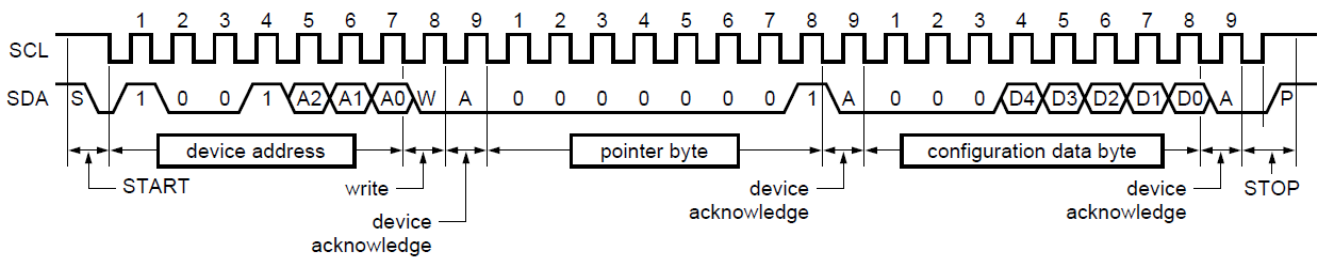 1 2 3 4 5 6 7 8 9 1 2 3 4 5 6 7 8 9 1 2 3 4 5 6 7 8 9
SCL
SDA S 1 0 0 1 A2 A1 A0 W A 0 0 0 0 0 0 0 1 A 0 0 0 D4 D3 D2 D1 D0 A P
device address pointer byte configuration data byte
START write device STOP
acknowledge
device
acknowledge
device
acknowledge